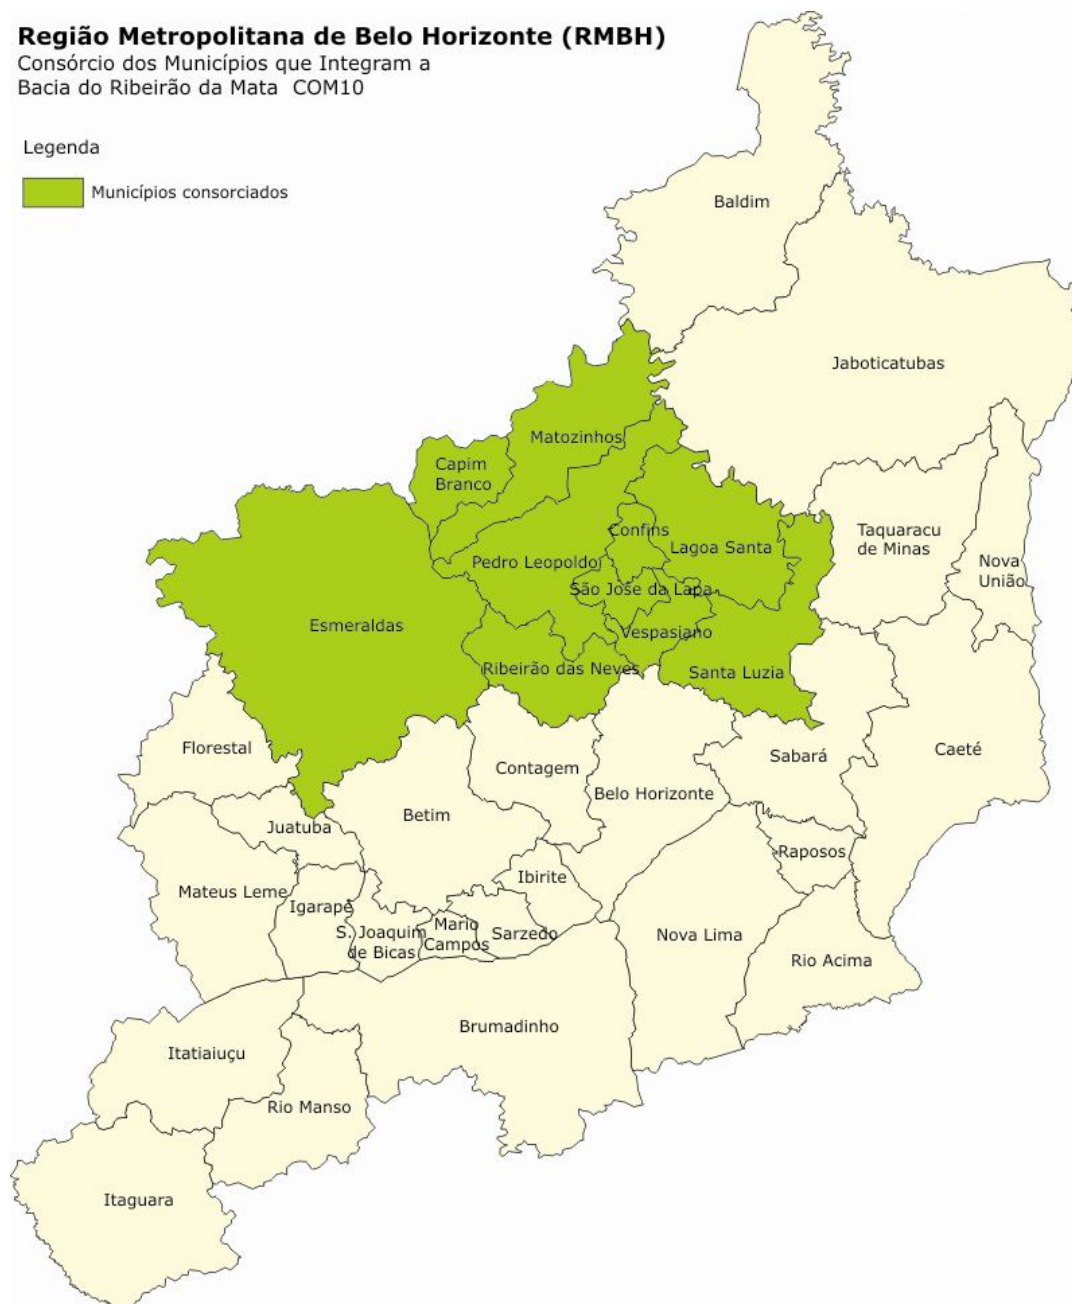 Região Metropolitana de Belo Horizonte (RMBH)
Consórcio dos Municípios que Integram a
Bacia do Ribeirão da Mata COM10
Legenda
Municípios consorciados
Baldim
Jaboticatubas
Matozinhos
Capim
Branco
Confins
Lagoa Santa
Taquaracu
de Minas
Pedro Leopoldo
Nova
União
São Jose da Lapa
Esmeraldas
Vespasiano
Ribeirão das Neves
Santa Luzia
Florestal
Contagem
Sabará
Caeté
Belo Horizonte
Betim
Juatuba
Raposos
Ibirite
Mateus Leme
Igarapé
S. Joaquim
de Bicas
Mario
Campos
Sarzedo
Nova Lima
Rio Acima
Brumadinho
Itatiaiuçu
Rio Manso
Itaguara